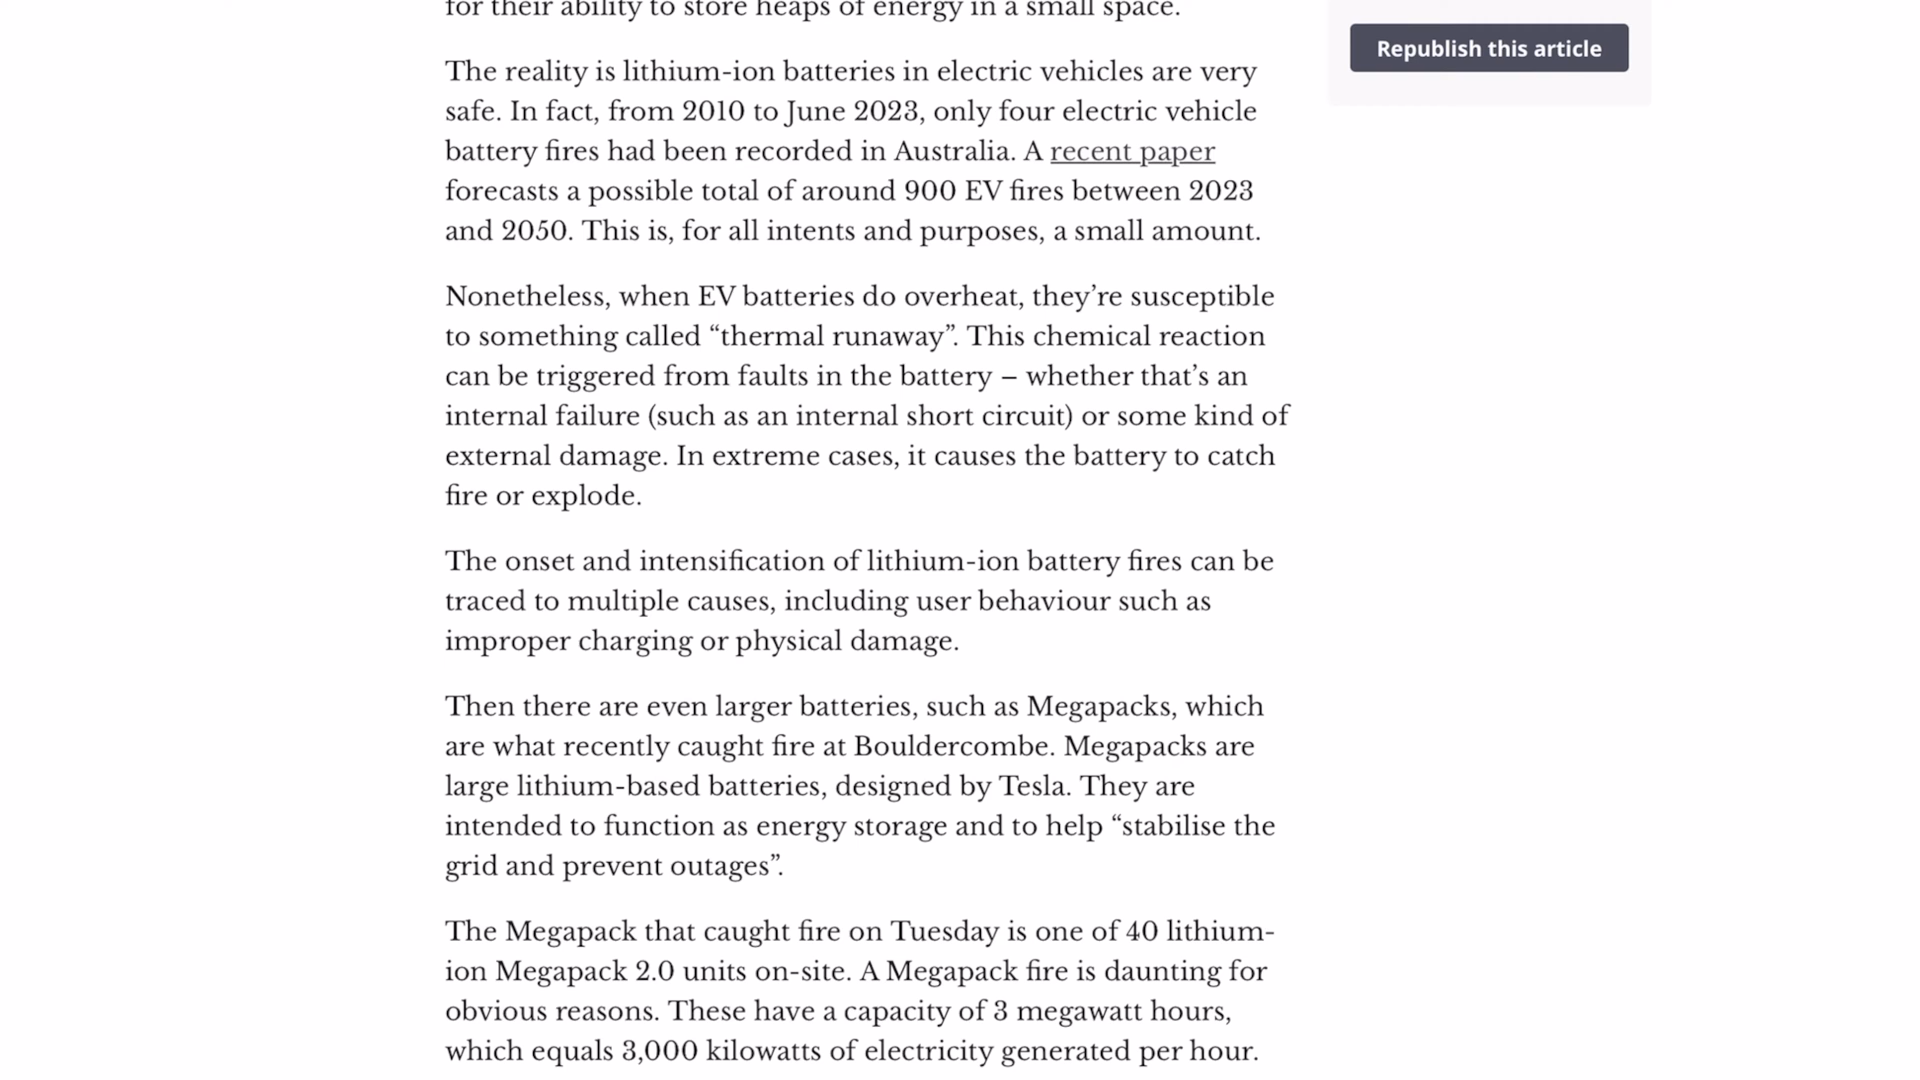 for their ability to store heaps of energy in a small space.
Republish this article
The reality is lithium-ion batteries in electric vehicles are very
safe. In fact, from 2010 to June 2023, only four electric vehicle
battery fires had been recorded in Australia. A recent paper
forecasts a possible total of around 900 EV fires between 2023
and 2050. This is, for all intents and purposes, a small amount.
Nonetheless, when EV batteries do overheat, they’re susceptible
to something called “thermal runaway”. This chemical reaction
can be triggered from faults in the battery – whether that’s an
internal failure (such as an internal short circuit) or some kind of
external damage. In extreme cases, it causes the battery to catch
fire or explode.
The onset and intensification of lithium-ion battery fires can be
traced to multiple causes, including user behaviour such as
improper charging or physical damage.
Then there are even larger batteries, such as Megapacks, which
are what recently caught fire at Bouldercombe. Megapacks are
large lithium-based batteries, designed by Tesla. They are
intended to function as energy storage and to help “stabilise the
grid and prevent outages”.
The Megapack that caught fire on Tuesday is one of 40 lithium-
ion Megapack 2.0 units on-site. A Megapack fire is daunting for
obvious reasons. These have a capacity of 3 megawatt hours,
which equals 3,000 kilowatts of electricity generated per hour.